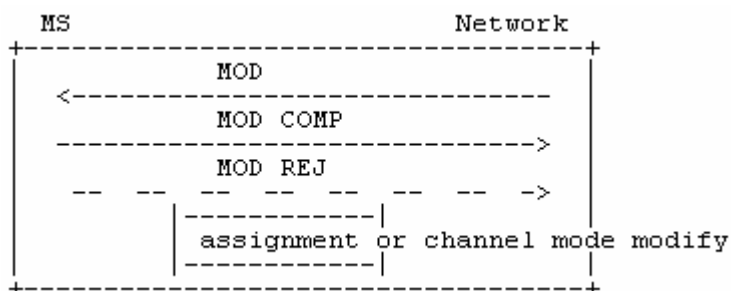 MS Network
MOD
MOD COMP
MOD REJ
assignment or channel mode modify